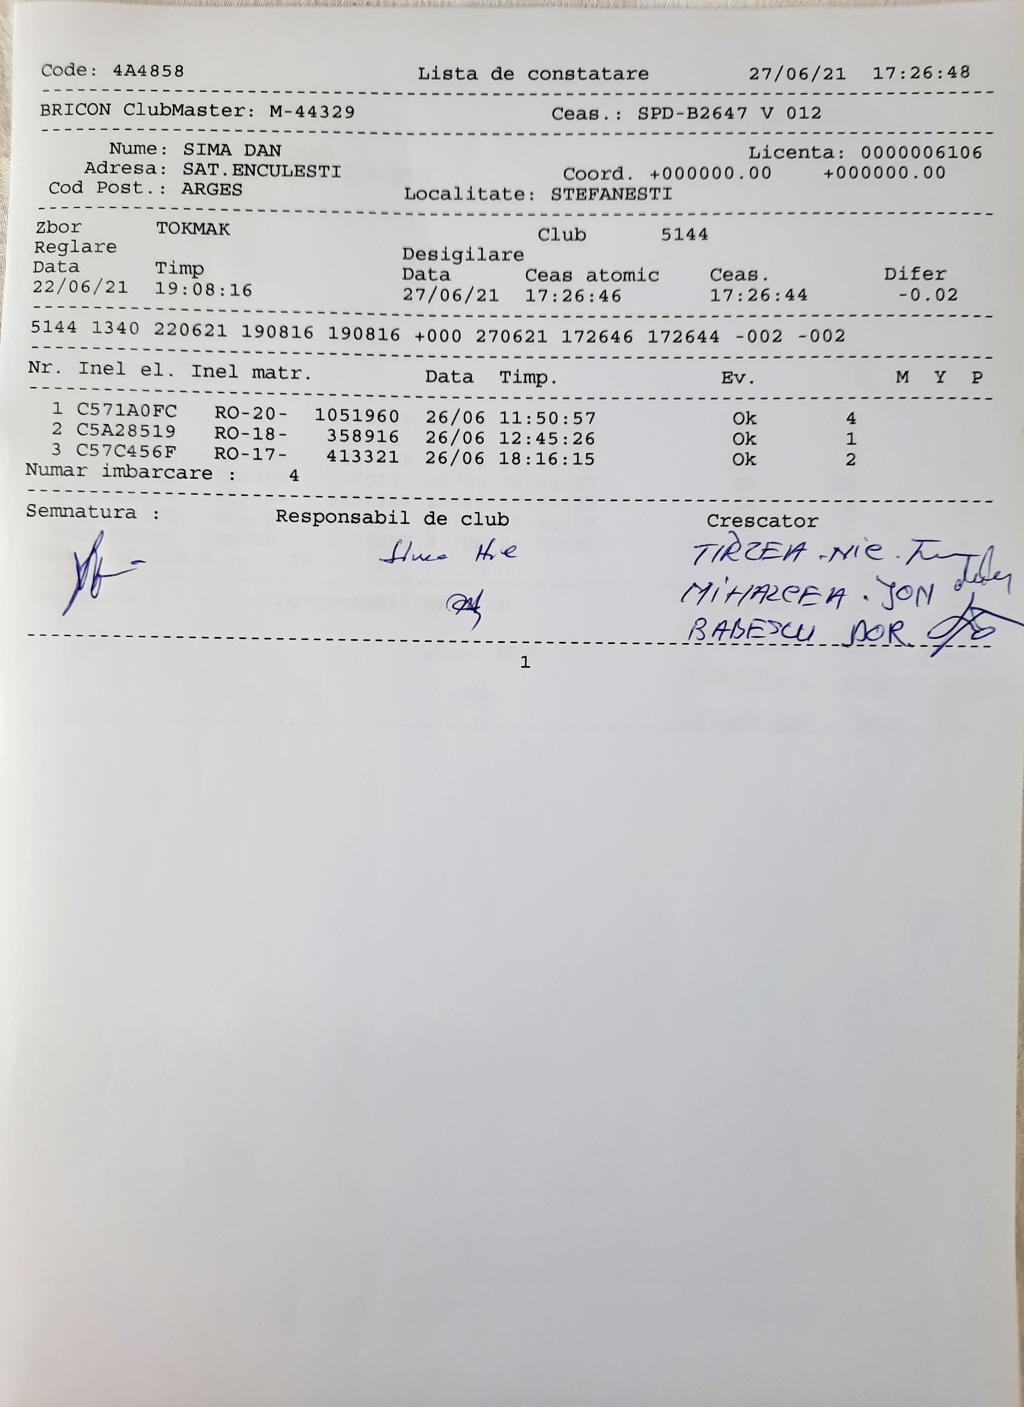 Code: 4A4858 Lista de constatare 27/06/21 17:26:48
BRICON ClubMaster: M-44329 Ceas.: SPD-B2647 V 012
Nume: SIMA DAN Licenta: 0000006106
Adresa: SAT.ENCULESTI Coord. +000000.00 +000000.00
Cod Post.: ARGES Localitate: STEFANESTI
Zbor TOKMAK Club 5144
Reglare Desigilare
Data Timp Data Ceas atomic Ceas. Difer
22/06/21 19:08:16 27/06/21 17:26:46 17:26:44 -0.02
5144 1340 220621 190816 190816 +000 270621 172646 172644 -002 -002
Nr. Inel el. Inel matr. Data Timp. Ev. M Y P
1 C571A0FC RO-20- 1051960 26/06 11:50:57 Ok 4
2 C5A28519 RO-18- 358916 26/06 12:45:26 Ok 1
3 C57C456F RO-17- 413321 26/06 18:16:15 Ok 2
Numar imbarcare : 4
Semnatura : Responsabil de club Crescator
TIRZEA .NIC.
MIHALCEA . ION
BADESCU DOR
1